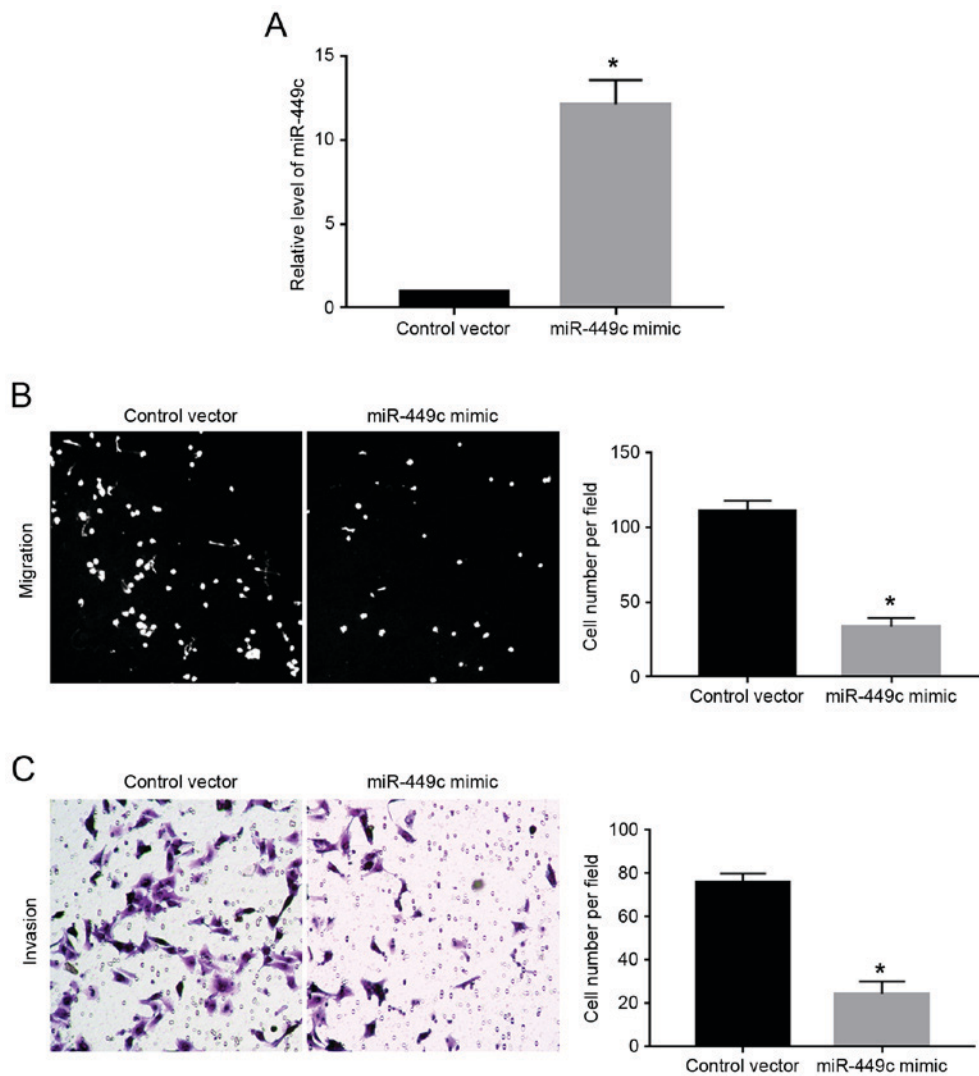 A
Relative level of miR-449c
15
10
5
0
*
Control vector
miR-449c mimic
B
Control vector
miR-449c mimic
Migration
Cell number per field
150
100
50
0
*
Control vector
miR-449c mimic
C
Control vector
miR-449c mimic
Invasion
Cell number per field
100
80
60
40
20
0
*
Control vector
miR-449c mimic